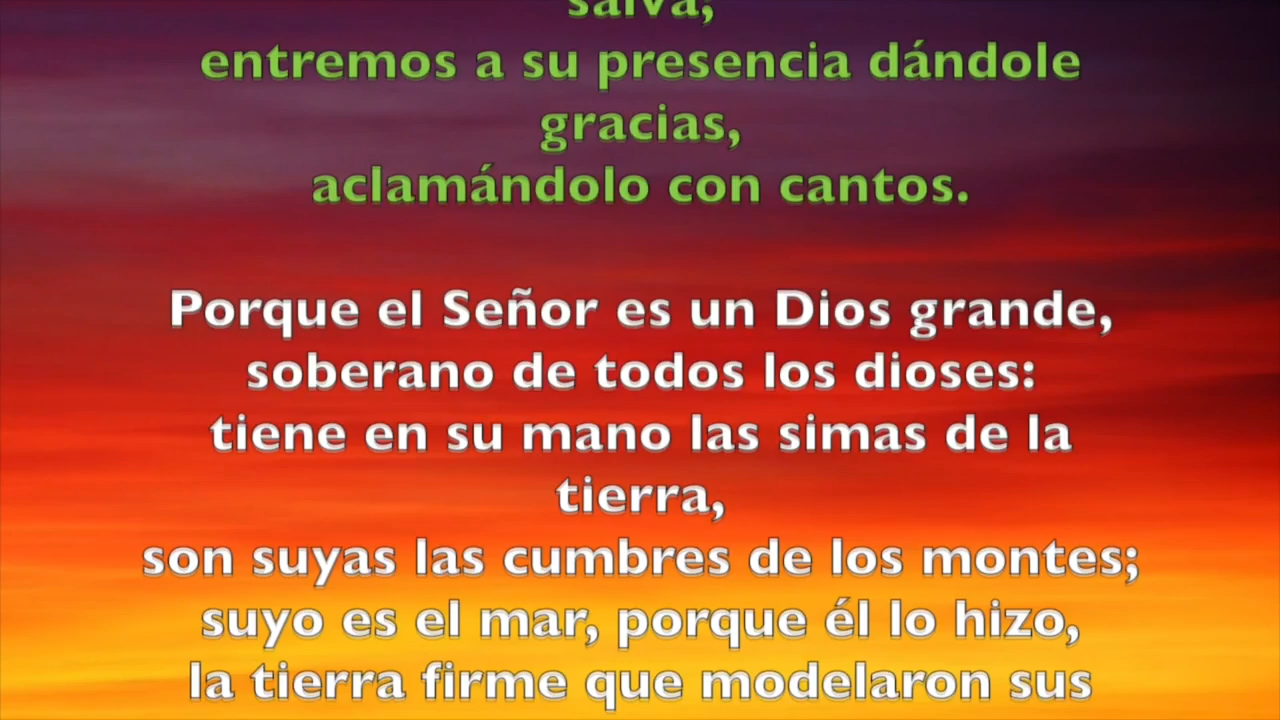 salva;
entremos a su presencia dándole
gracias,
aclamándolo con cantos.
Porque el Señor es un Dios grande,
soberano de todos los dioses:
tiene en su mano las simas de la
tierra,
son suyas las cumbres de los montes;
suyo es el mar, porque él lo hizo,
la tierra firme que modelaron sus